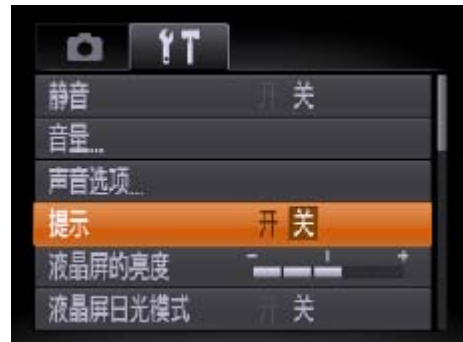 静音 开 关
音量...
声音选项...
提示 开 关
液晶屏的亮度
液晶屏日光模式 开 关